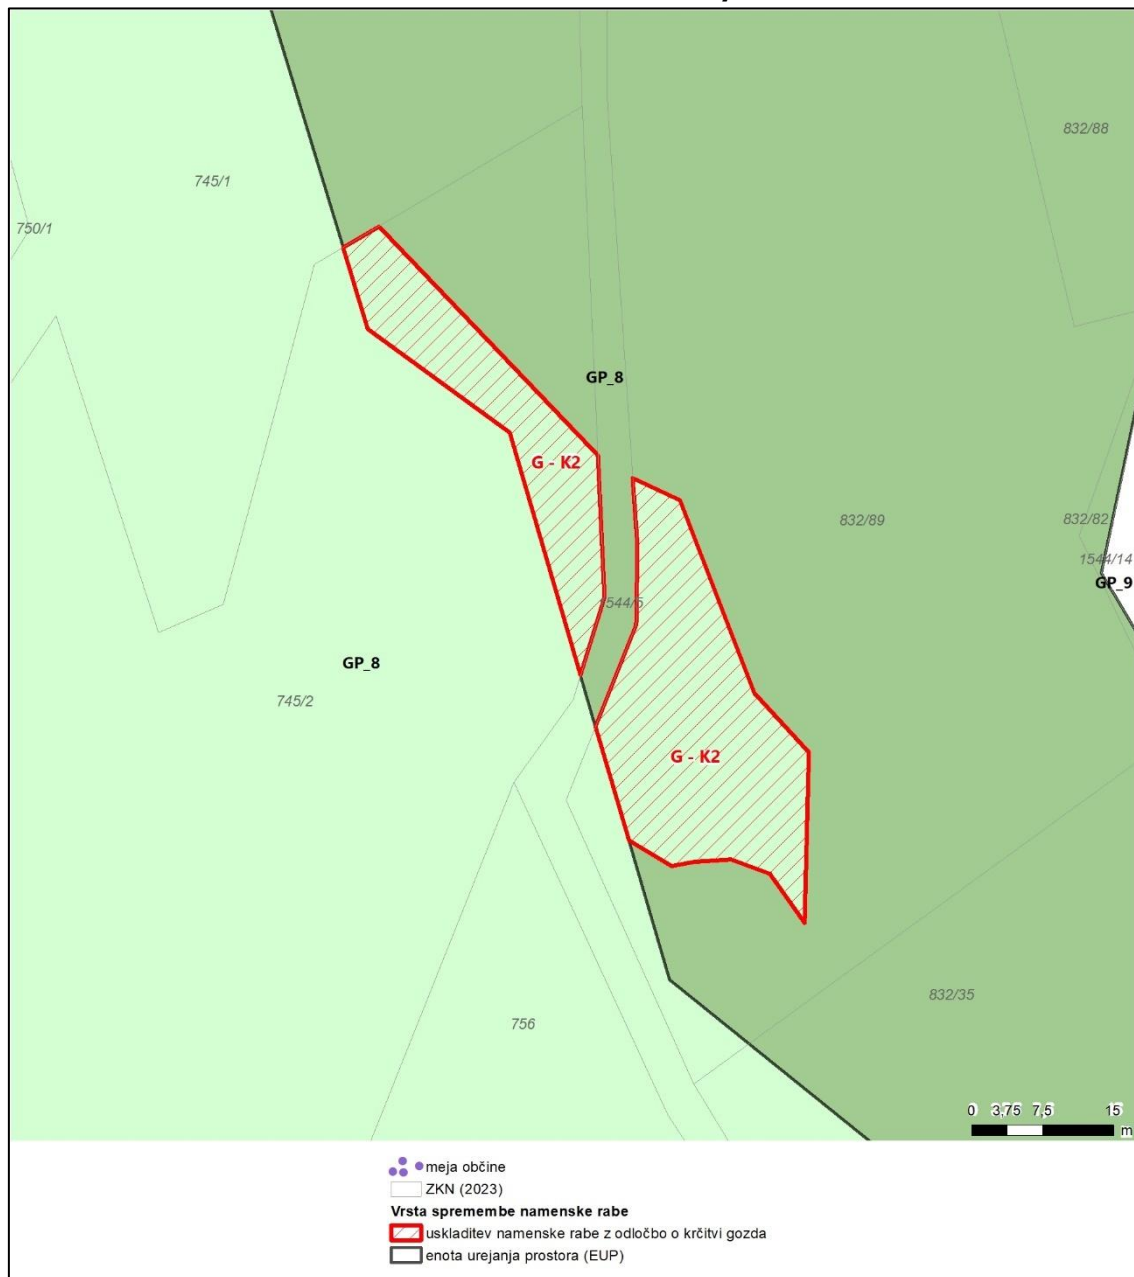 832/88
745/1
750/1
GP_8
G - K2
832/89
832/82
1544/14
GP_9
1544/5
GP_8
745/2
G - K2
832/35
756
0 3,75 7,5 15
m
meja občine
ZKN (2023)
Vrsta spremembe namenske rabe
uskladitev namenske rabe z odločbo o krčitvi gozda
enota urejanja prostora (EUP)